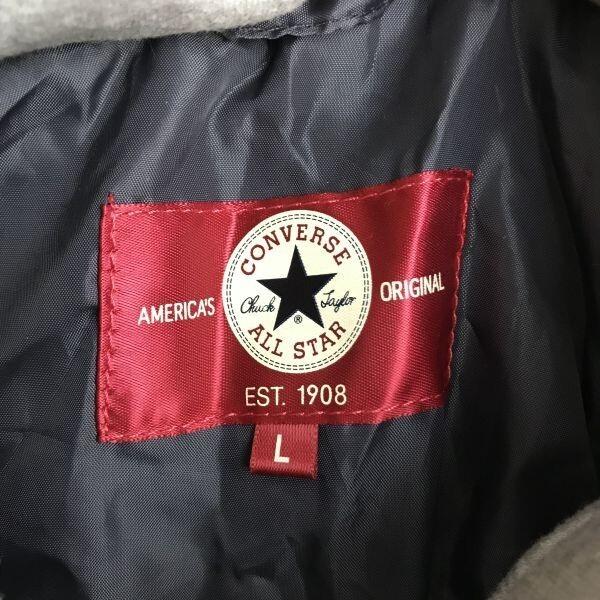 CONVERSE
AMERICA'S
Chuck Taylor
ORIGINAL
®
ALL STAR
EST. 1908
L